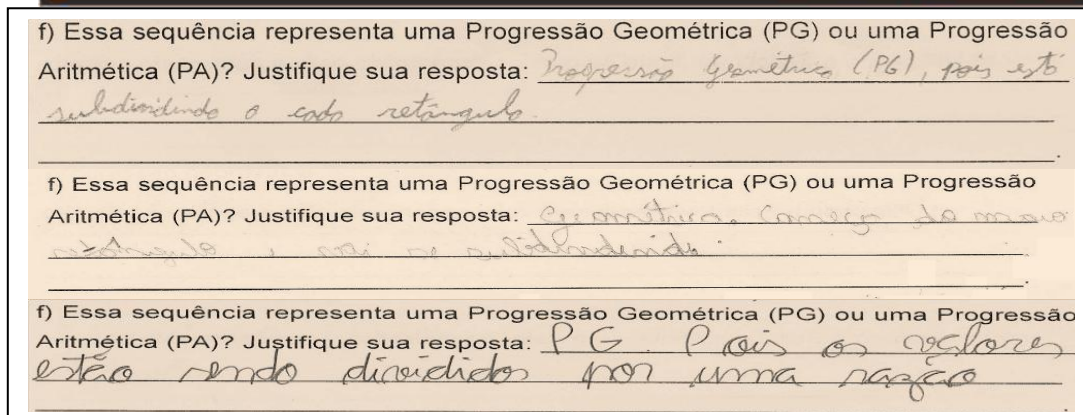 f) Essa sequência representa uma Progressão Geométrica (PG) ou uma Progressão
Aritmética (PA)? Justifique sua resposta: Progressão Geométrica (PG), pois está
subdividindo o cada retângulo.
f) Essa sequência representa uma Progressão Geométrica (PG) ou uma Progressão
Aritmética (PA)? Justifique sua resposta: Geométrica. Começa do maior
retângulo e vai se subdividindo.
f) Essa sequência representa uma Progressão Geométrica (PG) ou uma Progressão
Aritmética (PA)? Justifique sua resposta: PG. Pois os valores
estão sendo divididos por uma razão